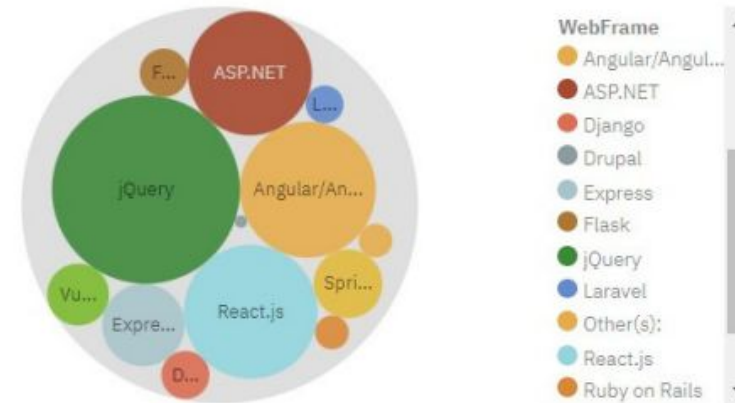 F...
ASP.NET
L...
jQuery
Angular/An...
Vu...
Expre...
React.js
Spri...
D...
WebFrame
Angular/Angul...
ASP.NET
Django
Drupal
Express
Flask
jQuery
Laravel
Other(s):
React.js
Ruby on Rails